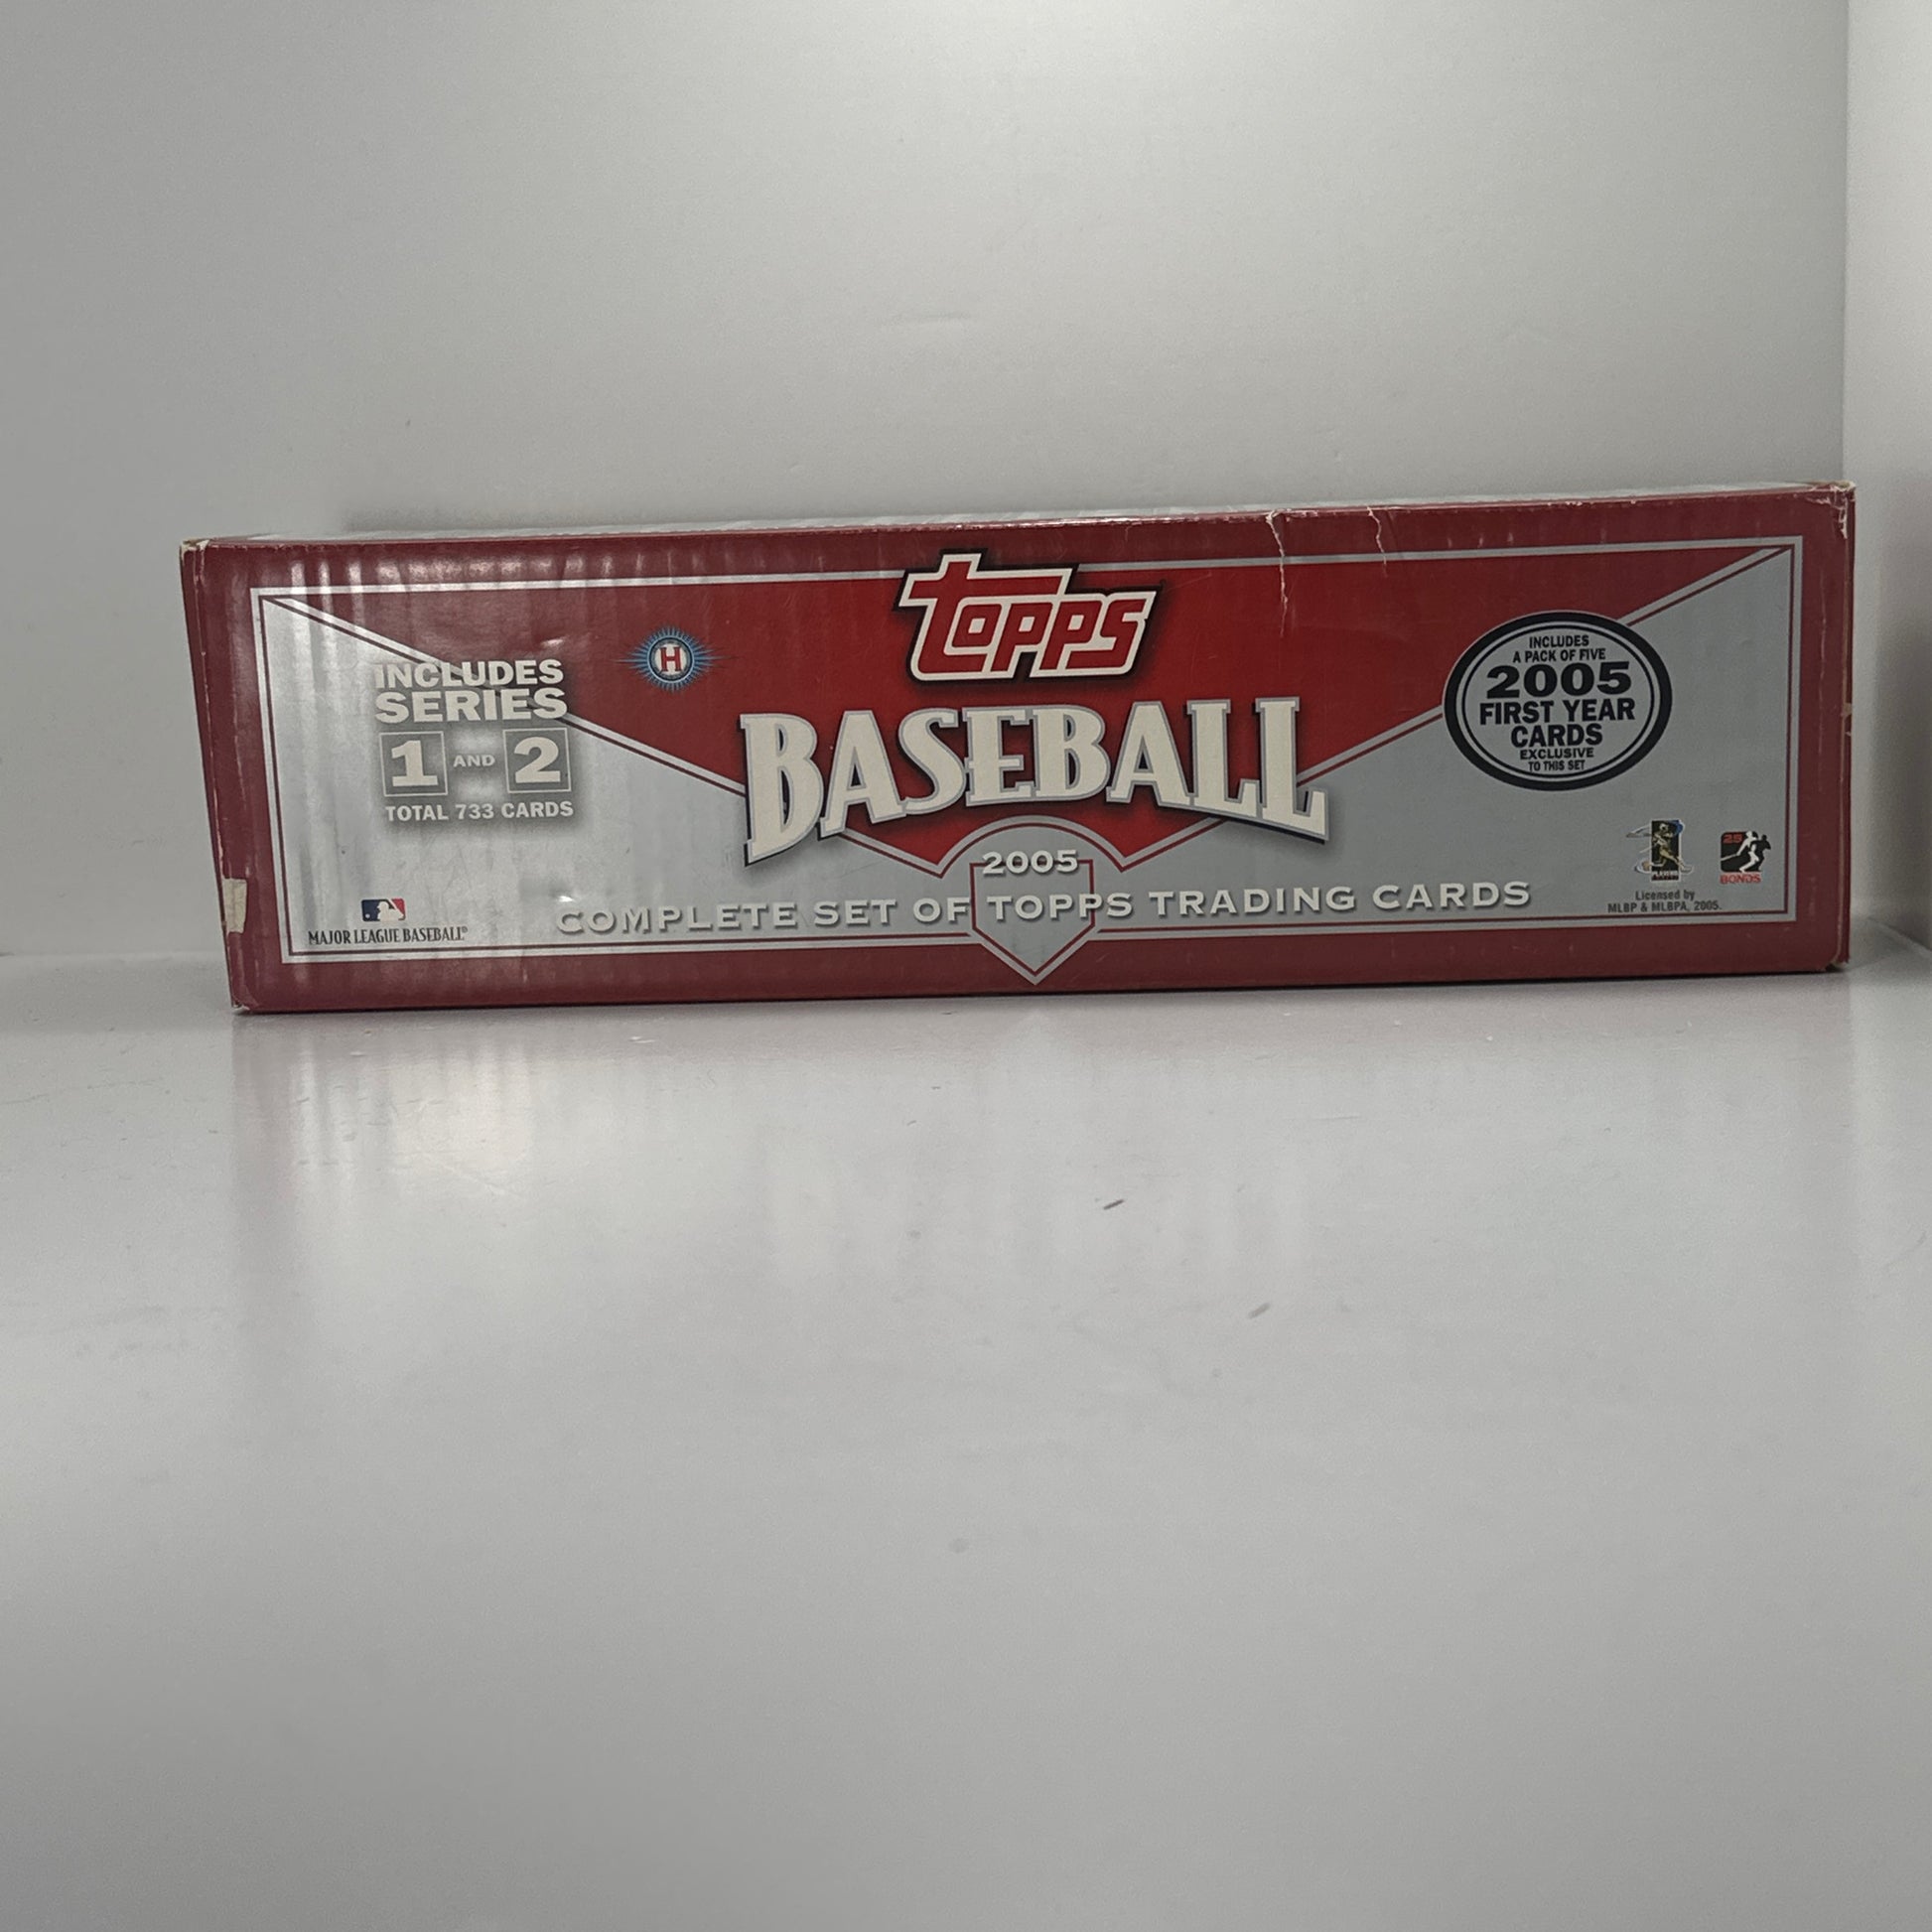 INCLUDES
SERIES
1 AND 2
TOTAL 733 CARDS
H
TOPPS
BASEBALL
2005
COMPLETE SET OF TOPPS TRADING CARDS
INCLUDES
A PACK OF FIVE
2005
FIRST YEAR
CARDS
EXCLUSIVE
TO THIS SET
MAJOR LEAGUE BASEBALL®
PLAYERS
25
BONDS
Licensed by
MLBP & MLBPA, 2005.